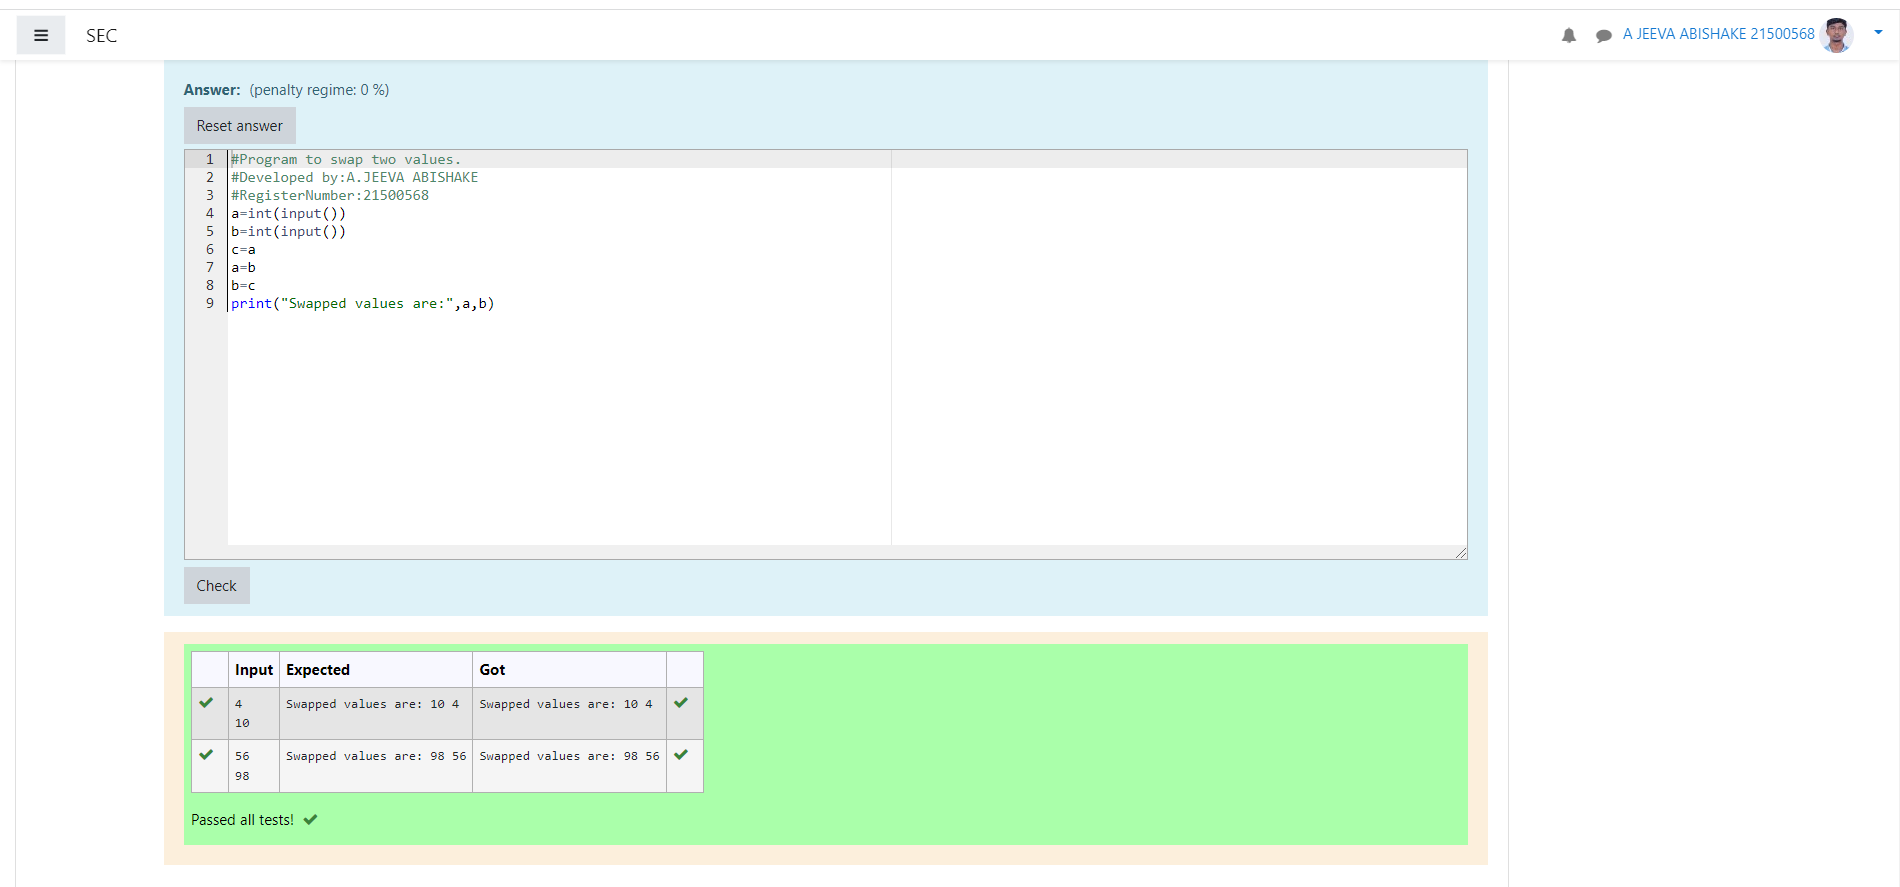 SEC
A JEEVA ABISHAKE 21500568
Answer: (penalty regime: 0 %)
Reset answer
1 #Program to swap two values.
2 #Developed by:A.JEEVA ABISHAKE
3 #RegisterNumber:21500568
4 a=int(input())
5 b=int(input())
6 c=a
7 a=b
8 b=c
9 print("Swapped values are:",a,b)
Check
Input Expected Got
4 Swapped values are: 10 4 Swapped values are: 10 4
10
56 Swapped values are: 98 56 Swapped values are: 98 56
98
Passed all tests!